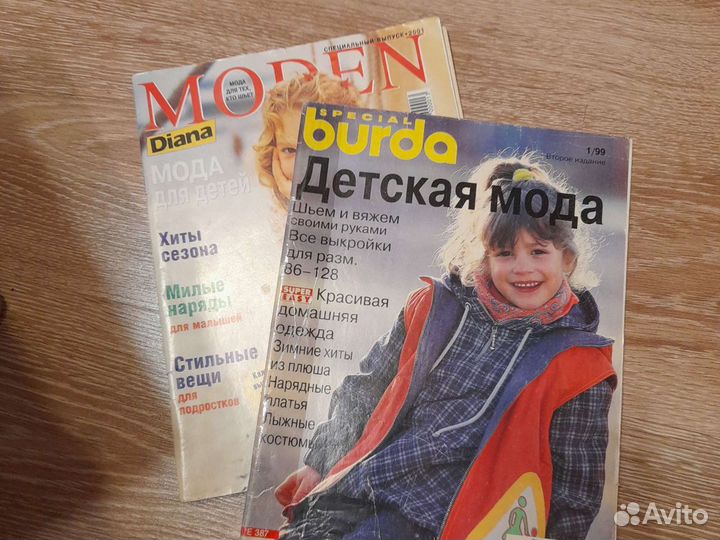 СПЕЦИАЛЬНЫЙ ВЫПУСК•2001
MODEN
МОДА
ДЛЯ ТЕХ,
КТО ШЬЕТ
Diana
МОДА
для детей
Хиты
сезона
Милые
наряды
для малышей
Стильные
вещи
для
подростков
SPECIAL
burda
1/99
Второе издание
Детская мода
Шьем и вяжем
своими руками
Все выкройки
для разм.
86–128
SUPER
EASY
Красивая
домашняя
одежда
Зимние хиты
из плюша
Нарядные
платья
Лыжные
костюмы
TE 387
Avito